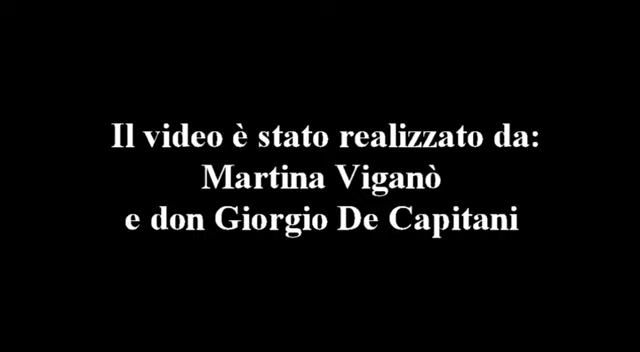 Il video è stato realizzato da:
Martina Viganò
e don Giorgio De Capitani